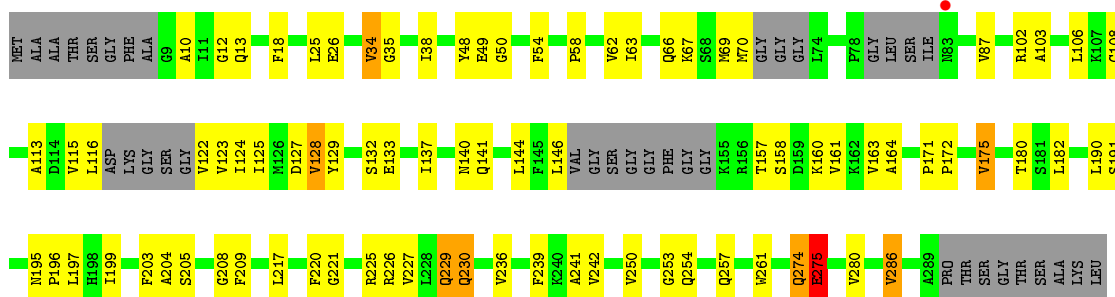 MET ALA ALA THR SER GLY PHE ALA G9 A10 I11 G12 Q13 F18 L25 E26 V34 G35 I38 Y48 E49 G50 F54 P58 V62 I63 Q66 K67 S68 M69 M70 GLY GLY GLY L74 P78 GLY LEU SER ILE N83 V87 R102 A103 L106 K107
A113 D114 V115 L116 ASP LYS GLY SER GLY V122 V123 I124 I125 M126 D127 V128 Y129 S132 E133 I137 N140 Q141 L144 F145 L146 VAL GLY SER GLY GLY PHE GLY GLY K155 R156 T157 S158 D159 K160 V161 K162 V163 A164 P171 P172 V175 T180 S181 L182 L190 S191
N195 P196 L197 H198 I199 F203 A204 S205 G208 F209 L217 F220 G221 R225 R226 V227 L228 Q229 Q230 V236 F239 K240 A241 V242 V250 G253 Q254 Q257 W261 Q274 E275 V280 V286 A289 PRO THR SER GLY THR SER ALA LYS LEU